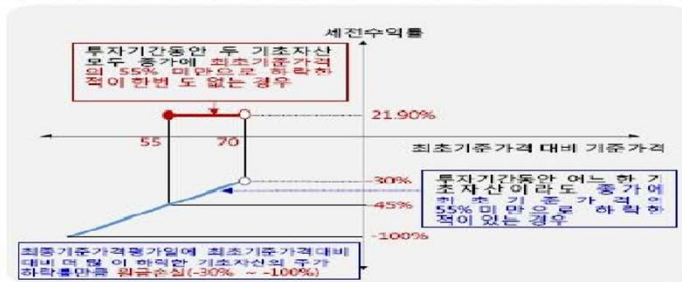 세전수익률
투자기간동안 두 기초자산
모두 종가에 최초기준가격
의 55% 미만으로 하락한
적이 한번 도 없는 경우
21.90%
55
70
최초기준가격 대비 기준가격
-30%
투자기간동안 어느 한 기
초자산이라도 종가에
최초기준가격의
55%미만으로 하락한
적이 있는 경우
-45%
-100%
최종기준가격평가일에 최초기준가격대비
대비 더 많이 하락한 기초자산의 주가
하락률만큼 원금손실(-30% ~ -100%)